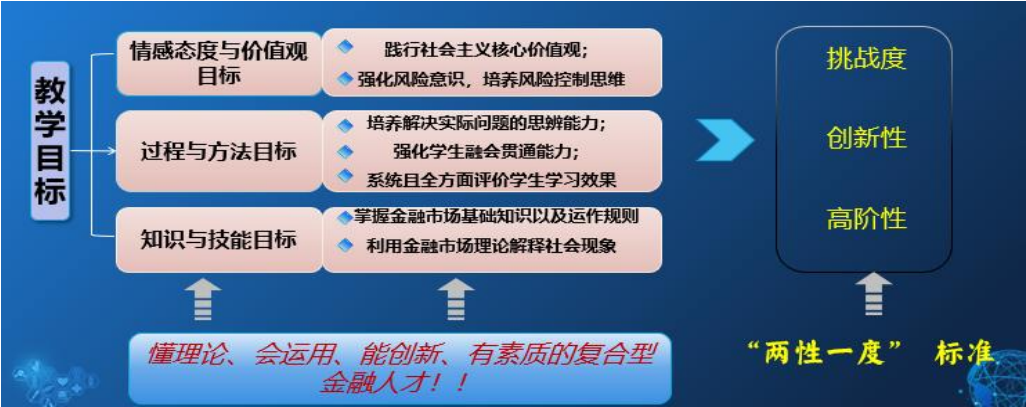 教学目标
情感态度与价值观
目标
践行社会主义核心价值观；
强化风险意识，培养风险控制思维
过程与方法目标
培养解决实际问题的思辨能力；
强化学生融会贯通能力；
系统且全方面评价学生学习效果
知识与技能目标
掌握金融市场基础知识以及运作规则
利用金融市场理论解释社会现象
挑战度
创新性
高阶性
懂理论、会运用、能创新、有素质的复合型
金融人才！！
“两性一度” 标准